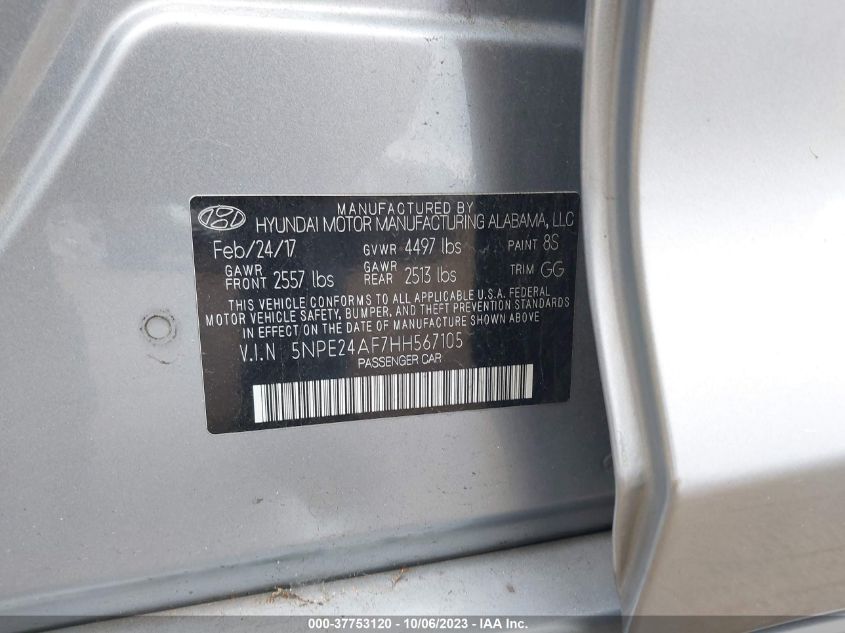 MANUFACTURED BY
HYUNDAI MOTOR MANUFACTURING ALABAMA, LLC
Feb/24/17 GVWR 4497 lbs PAINT 8S
GAWR FRONT 2557 lbs GAWR REAR 2513 lbs TRIM GG
THIS VEHICLE CONFORMS TO ALL APPLICABLE U.S.A. FEDERAL
MOTOR VEHICLE SAFETY, BUMPER, AND THEFT PREVENTION STANDARDS
IN EFFECT ON THE DATE OF MANUFACTURE SHOWN ABOVE
V.I.N 5NPE24AF7HH567105
PASSENGER CAR
000-37753120 - 10/06/2023 - IAA Inc.